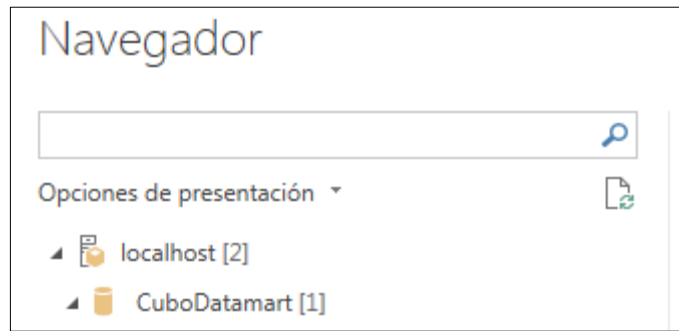 Navegador
Opciones de presentación
localhost [2]
CuboDatamart [1]